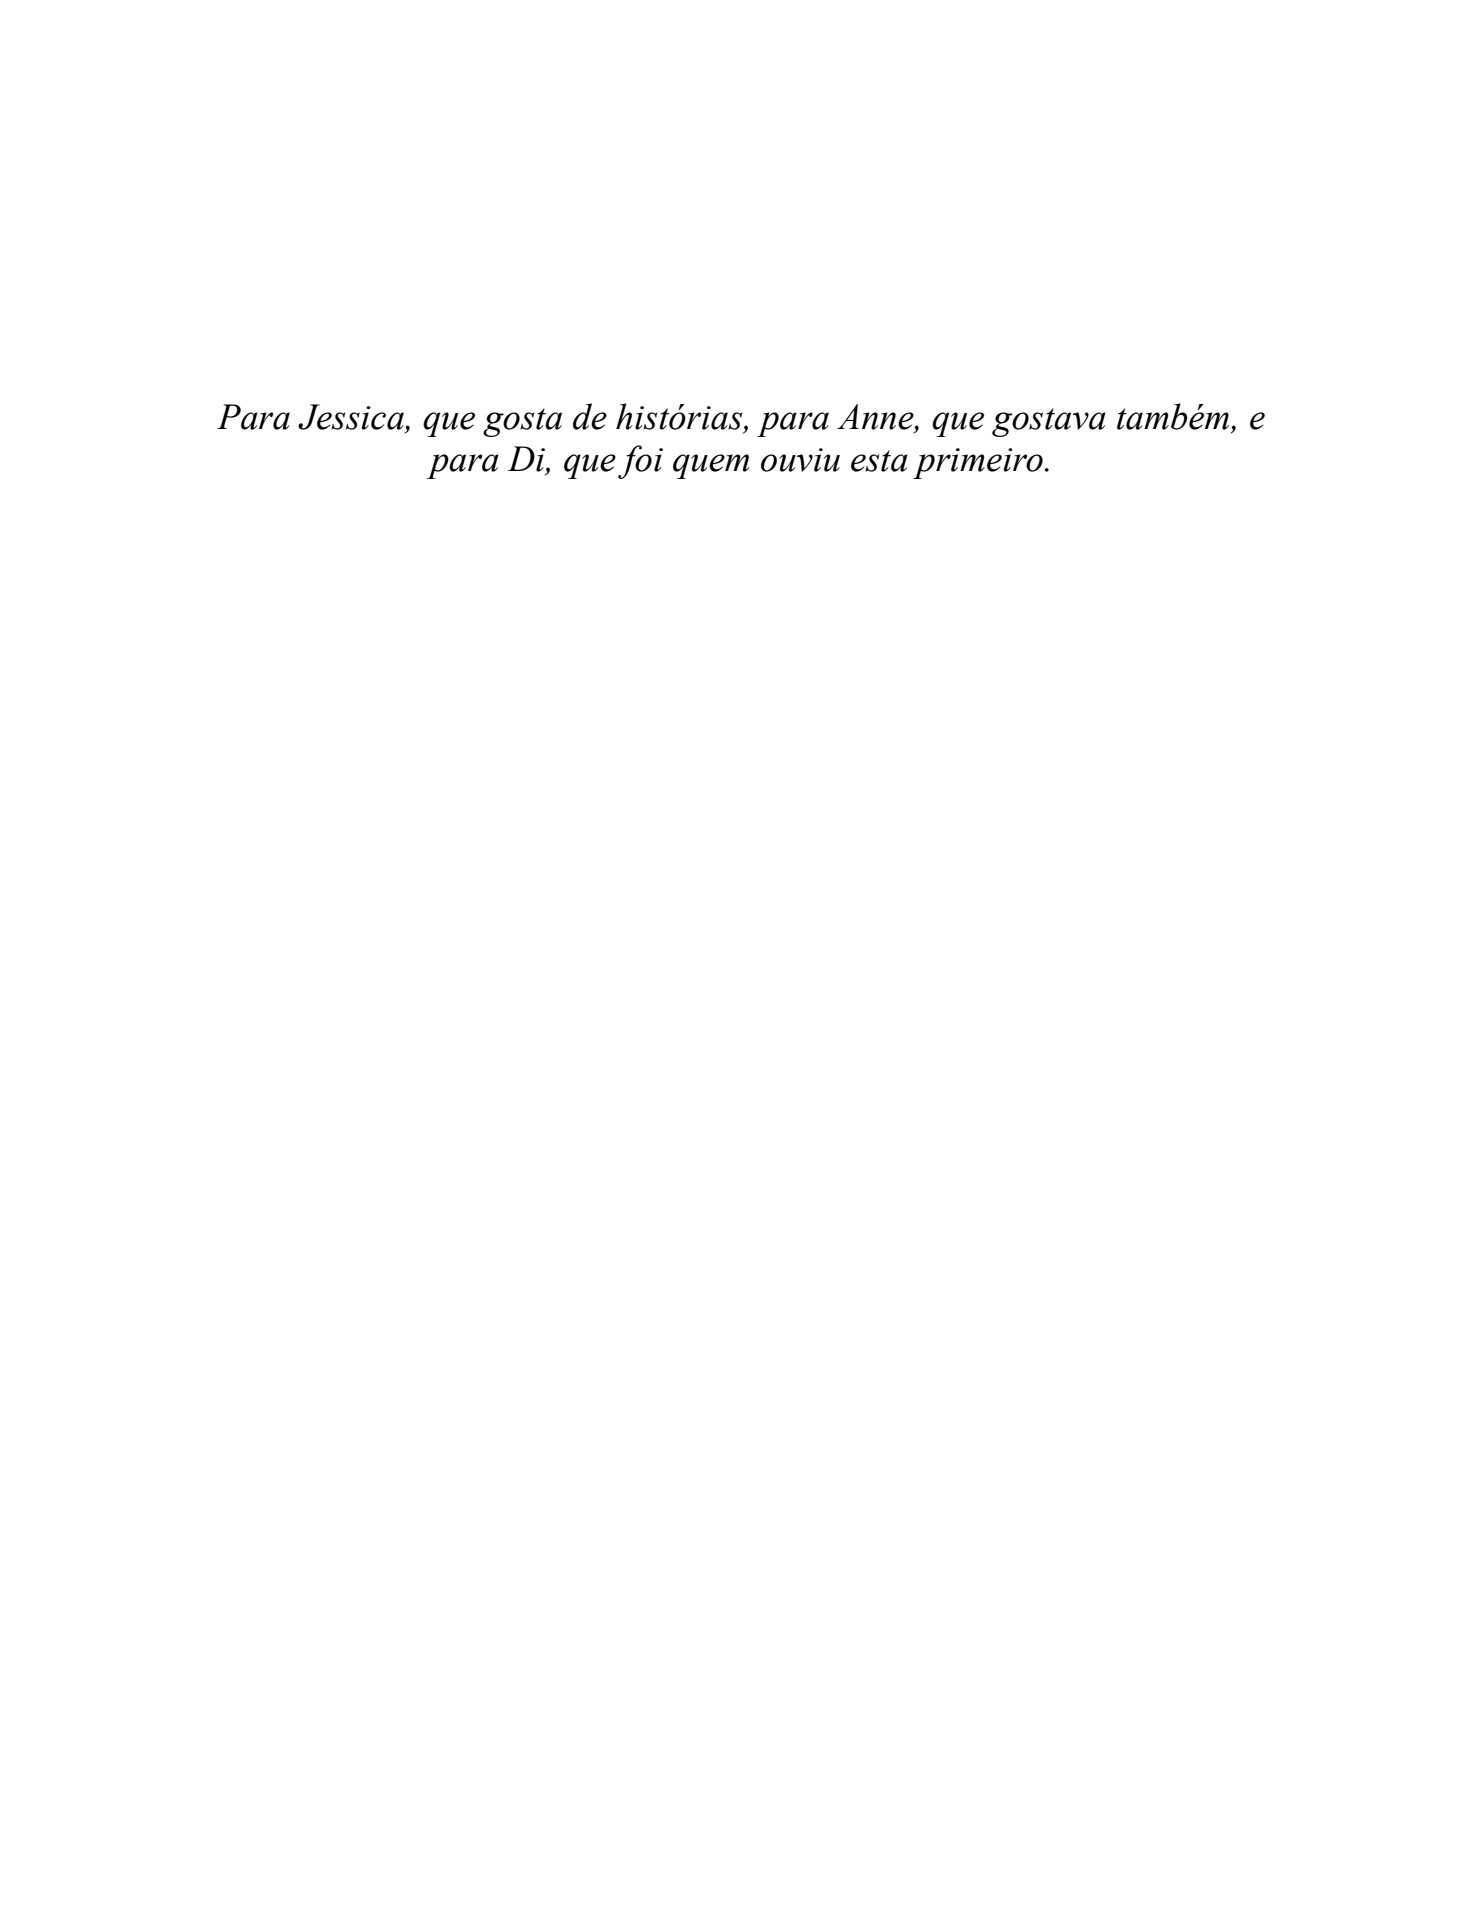 Para Jessica, que gosta de histórias, para Anne, que gostava também, e
para Di, que foi quem ouviu esta primeiro.